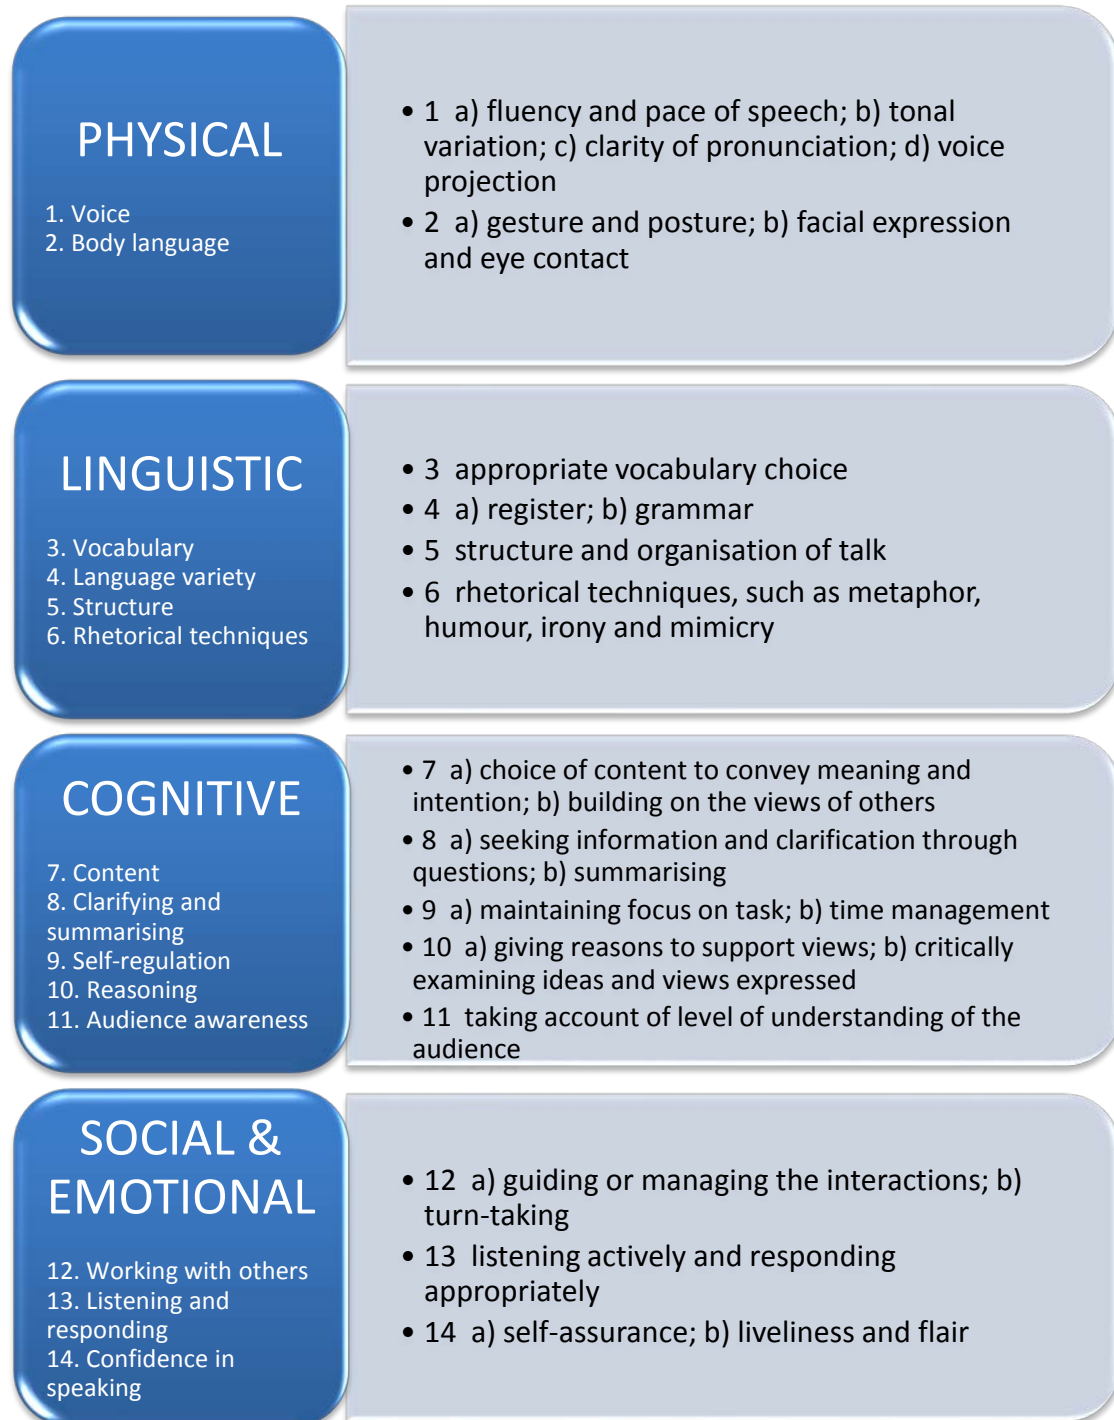 PHYSICAL
1. Voice
2. Body language
• 1 a) fluency and pace of speech; b) tonal
variation; c) clarity of pronunciation; d) voice
projection
• 2 a) gesture and posture; b) facial expression
and eye contact
LINGUISTIC
3. Vocabulary
4. Language variety
5. Structure
6. Rhetorical techniques
• 3 appropriate vocabulary choice
• 4 a) register; b) grammar
• 5 structure and organisation of talk
• 6 rhetorical techniques, such as metaphor,
humour, irony and mimicry
COGNITIVE
7. Content
8. Clarifying and
summarising
9. Self-regulation
10. Reasoning
11. Audience awareness
• 7 a) choice of content to convey meaning and
intention; b) building on the views of others
• 8 a) seeking information and clarification through
questions; b) summarising
• 9 a) maintaining focus on task; b) time management
• 10 a) giving reasons to support views; b) critically
examining ideas and views expressed
• 11 taking account of level of understanding of the
audience
SOCIAL &
EMOTIONAL
12. Working with others
13. Listening and
responding
14. Confidence in
speaking
• 12 a) guiding or managing the interactions; b)
turn-taking
• 13 listening actively and responding
appropriately
• 14 a) self-assurance; b) liveliness and flair